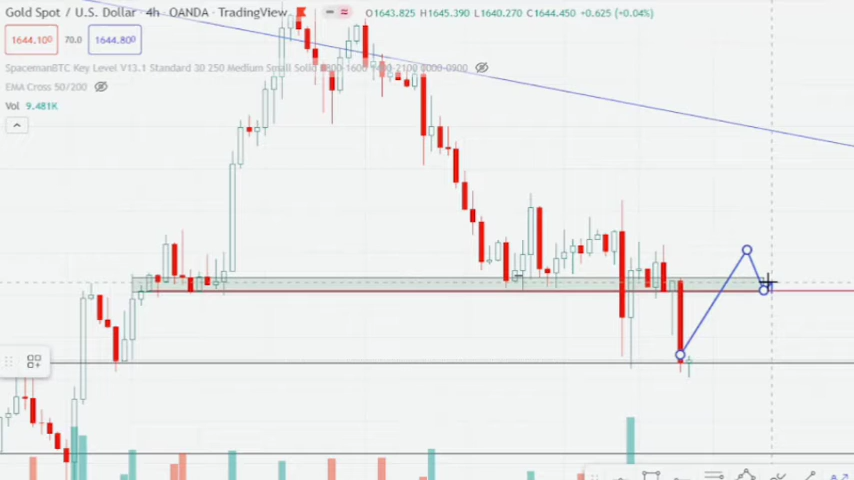 Gold Spot / U.S. Dollar · 4h · OANDA · TradingView O1643.825 H1645.390 L1640.270 C1644.450 +0.625 (+0.04%)
1644.100 70.0 1644.800
SpacemanBTC Key Level V13.1 Standard 30 250 Medium Small Solid
EMA Cross 50/200
Vol 9.481K